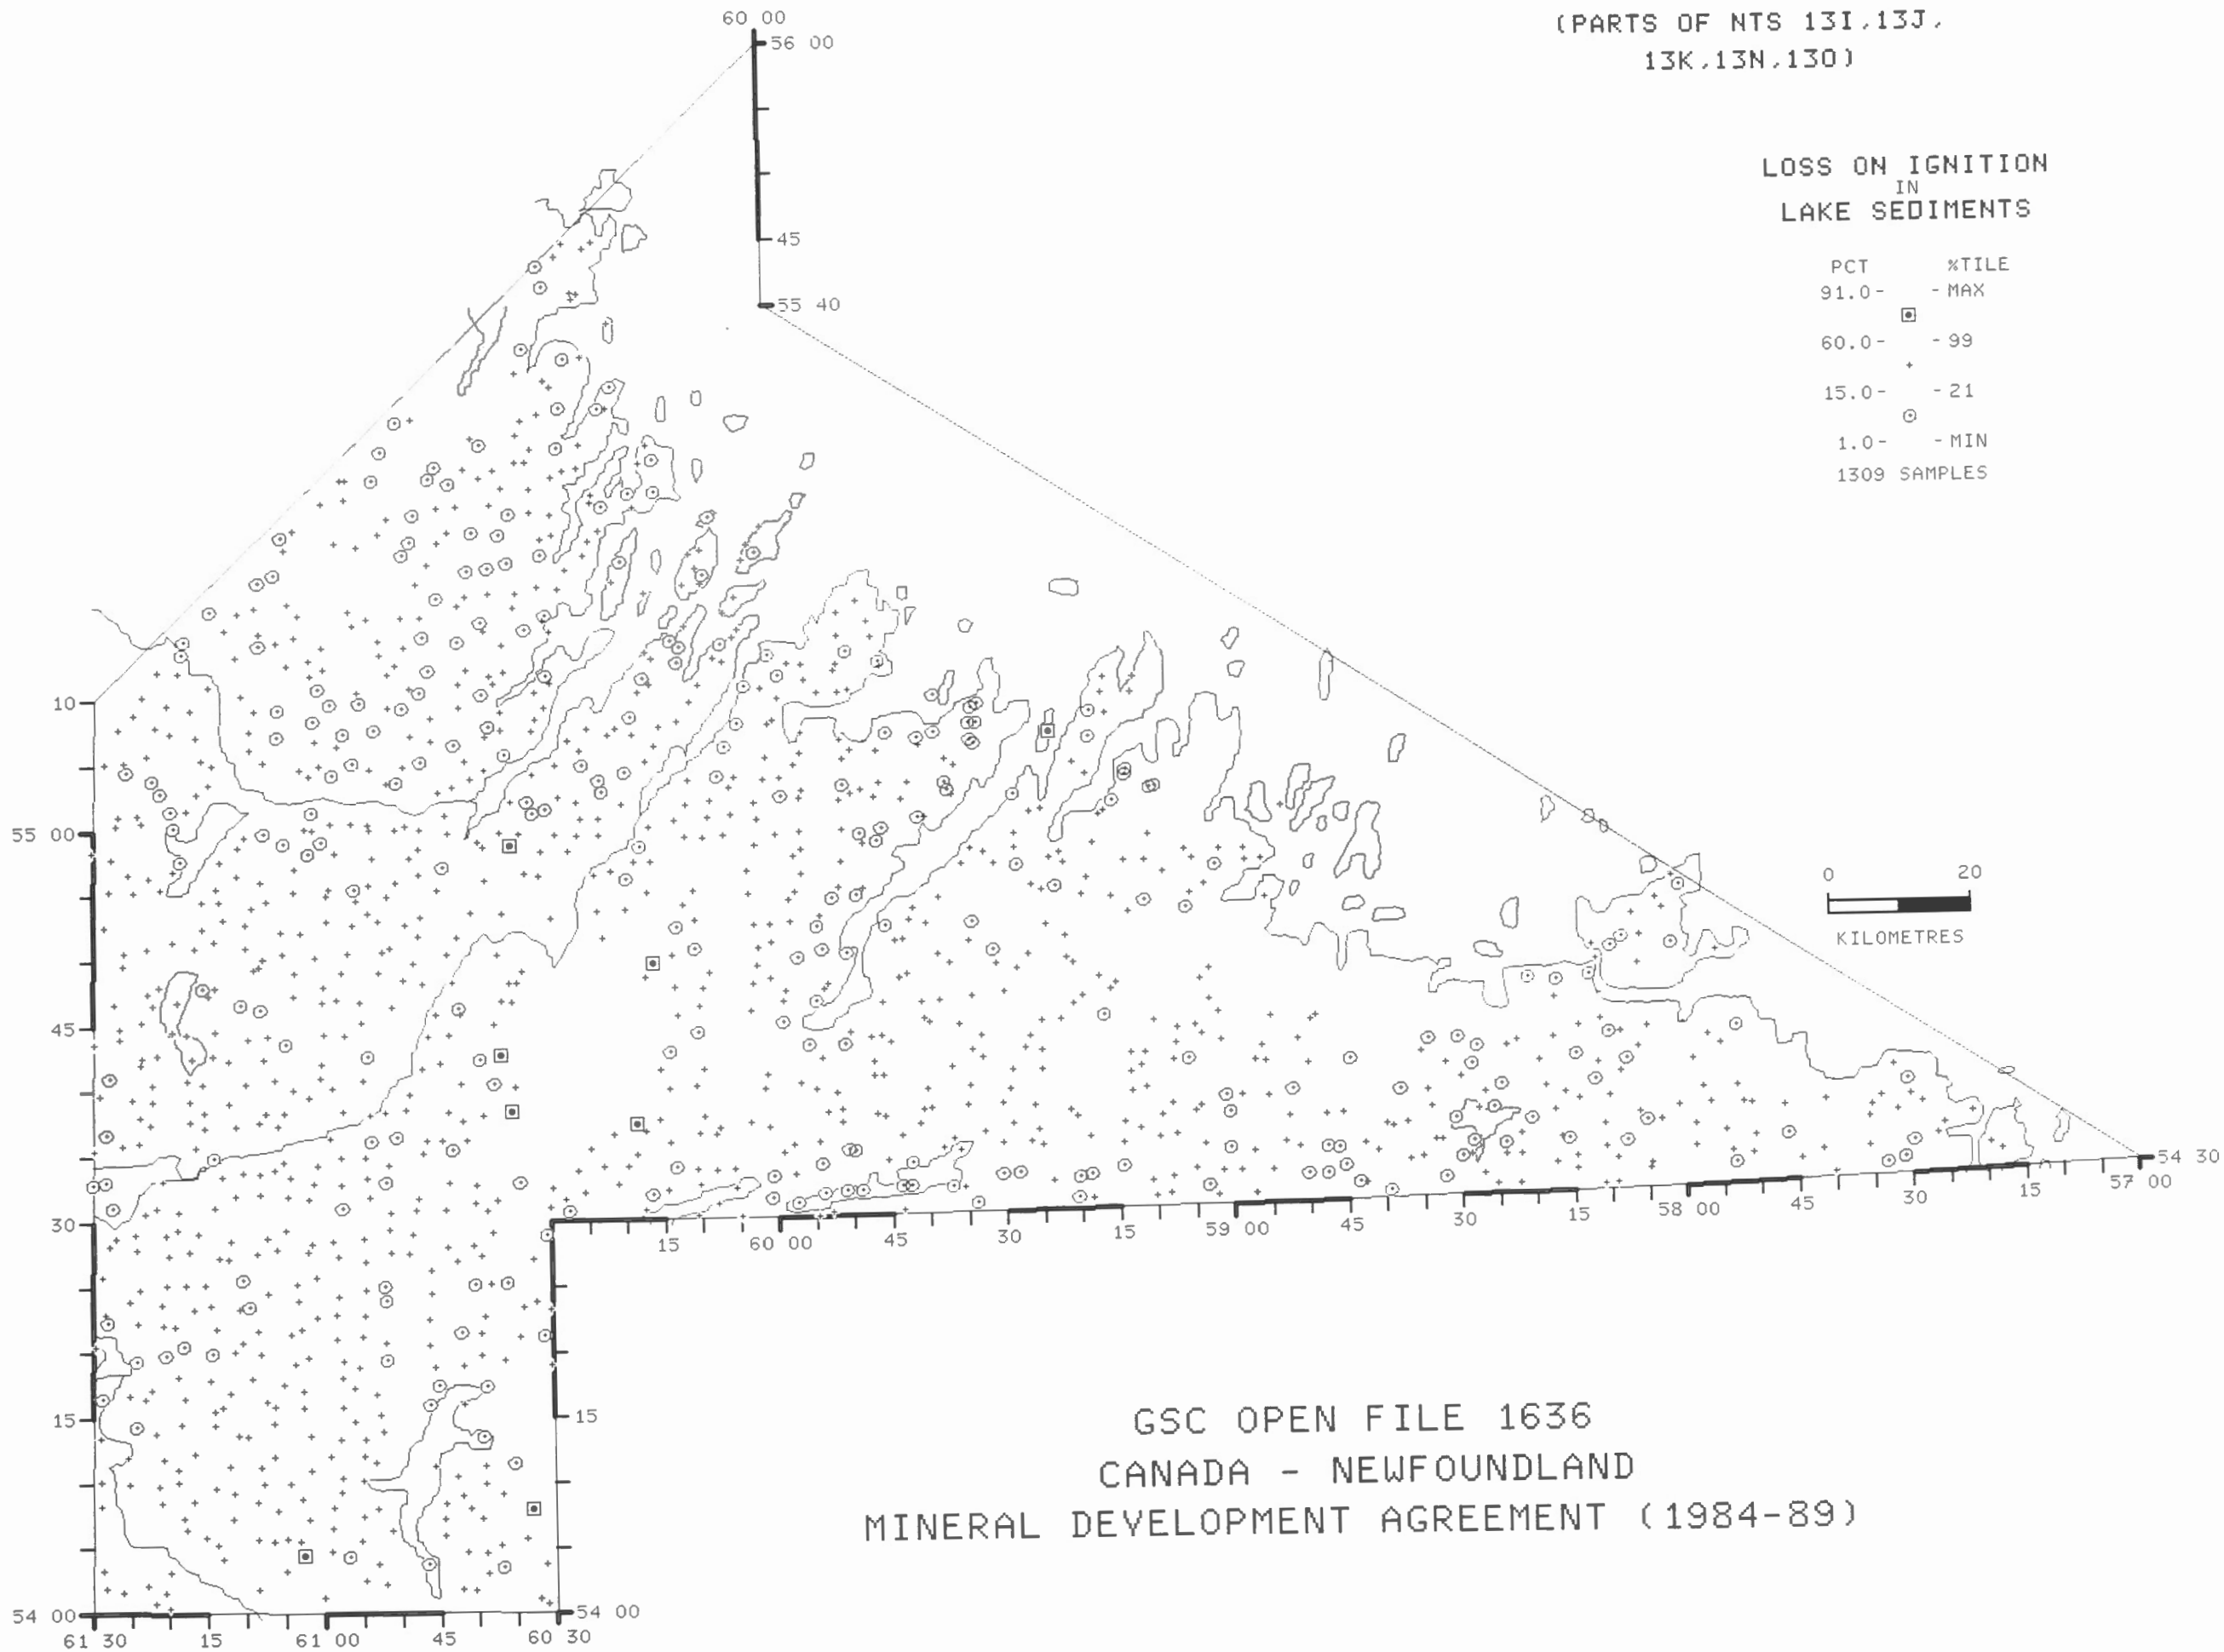 60 00
56 00
(PARTS OF NTS 13I,13J,
13K,13N,13O)
LOSS ON IGNITION
IN
LAKE SEDIMENTS
PCT %TILE
91.0- - MAX
60.0- - 99
15.0- - 21
1.0- - MIN
1309 SAMPLES
45
55 40
10
55 00
45
30
15
54 00
0 20
KILOMETRES
54 30
15
60 00
45
30
15
59 00
45
30
15
58 00
45
30
15
57 00
15
54 00
61 30
15
61 00
45
60 30
GSC OPEN FILE 1636
CANADA - NEWFOUNDLAND
MINERAL DEVELOPMENT AGREEMENT (1984-89)